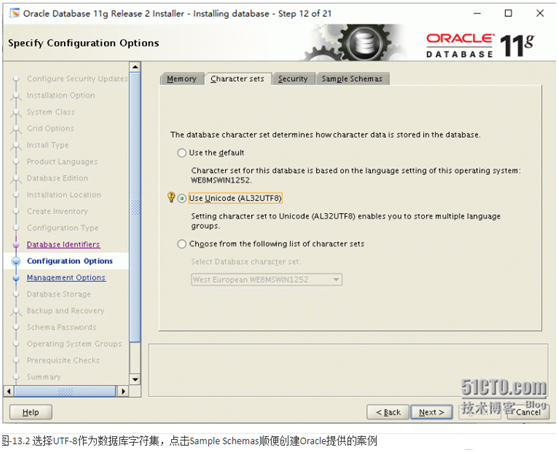 Oracle Database 11g Release 2 Installer - Installing database - Step 12 of 21
Specify Configuration Options
ORACLE
DATABASE 11g
Configure Security Updates
Installation Option
System Class
Grid Options
Install Type
Product Languages
Database Edition
Installation Location
Create Inventory
Configuration Type
Database Identifiers
Configuration Options
Management Options
Database Storage
Backup and Recovery
Schema Passwords
Operating System Groups
Prerequisite Checks
Summary
Memory Character sets Security Sample Schemas
The database character set determines how character data is stored in the database.
Use the default
Character set for this database is based on the language setting of this operating system:
WE8MSWIN1252.
Use Unicode (AL32UTF8)
Setting character set to Unicode (AL32UTF8) enables you to store multiple language
groups.
Choose from the following list of character sets
Select Database character set:
West European WE8MSWIN1252
51CTO.com
技术博客 Blog
Help < Back Next > Cancel
图-13.2 选择UTF-8作为数据库字符集，点击Sample Schemas顺便创建Oracle提供的案例